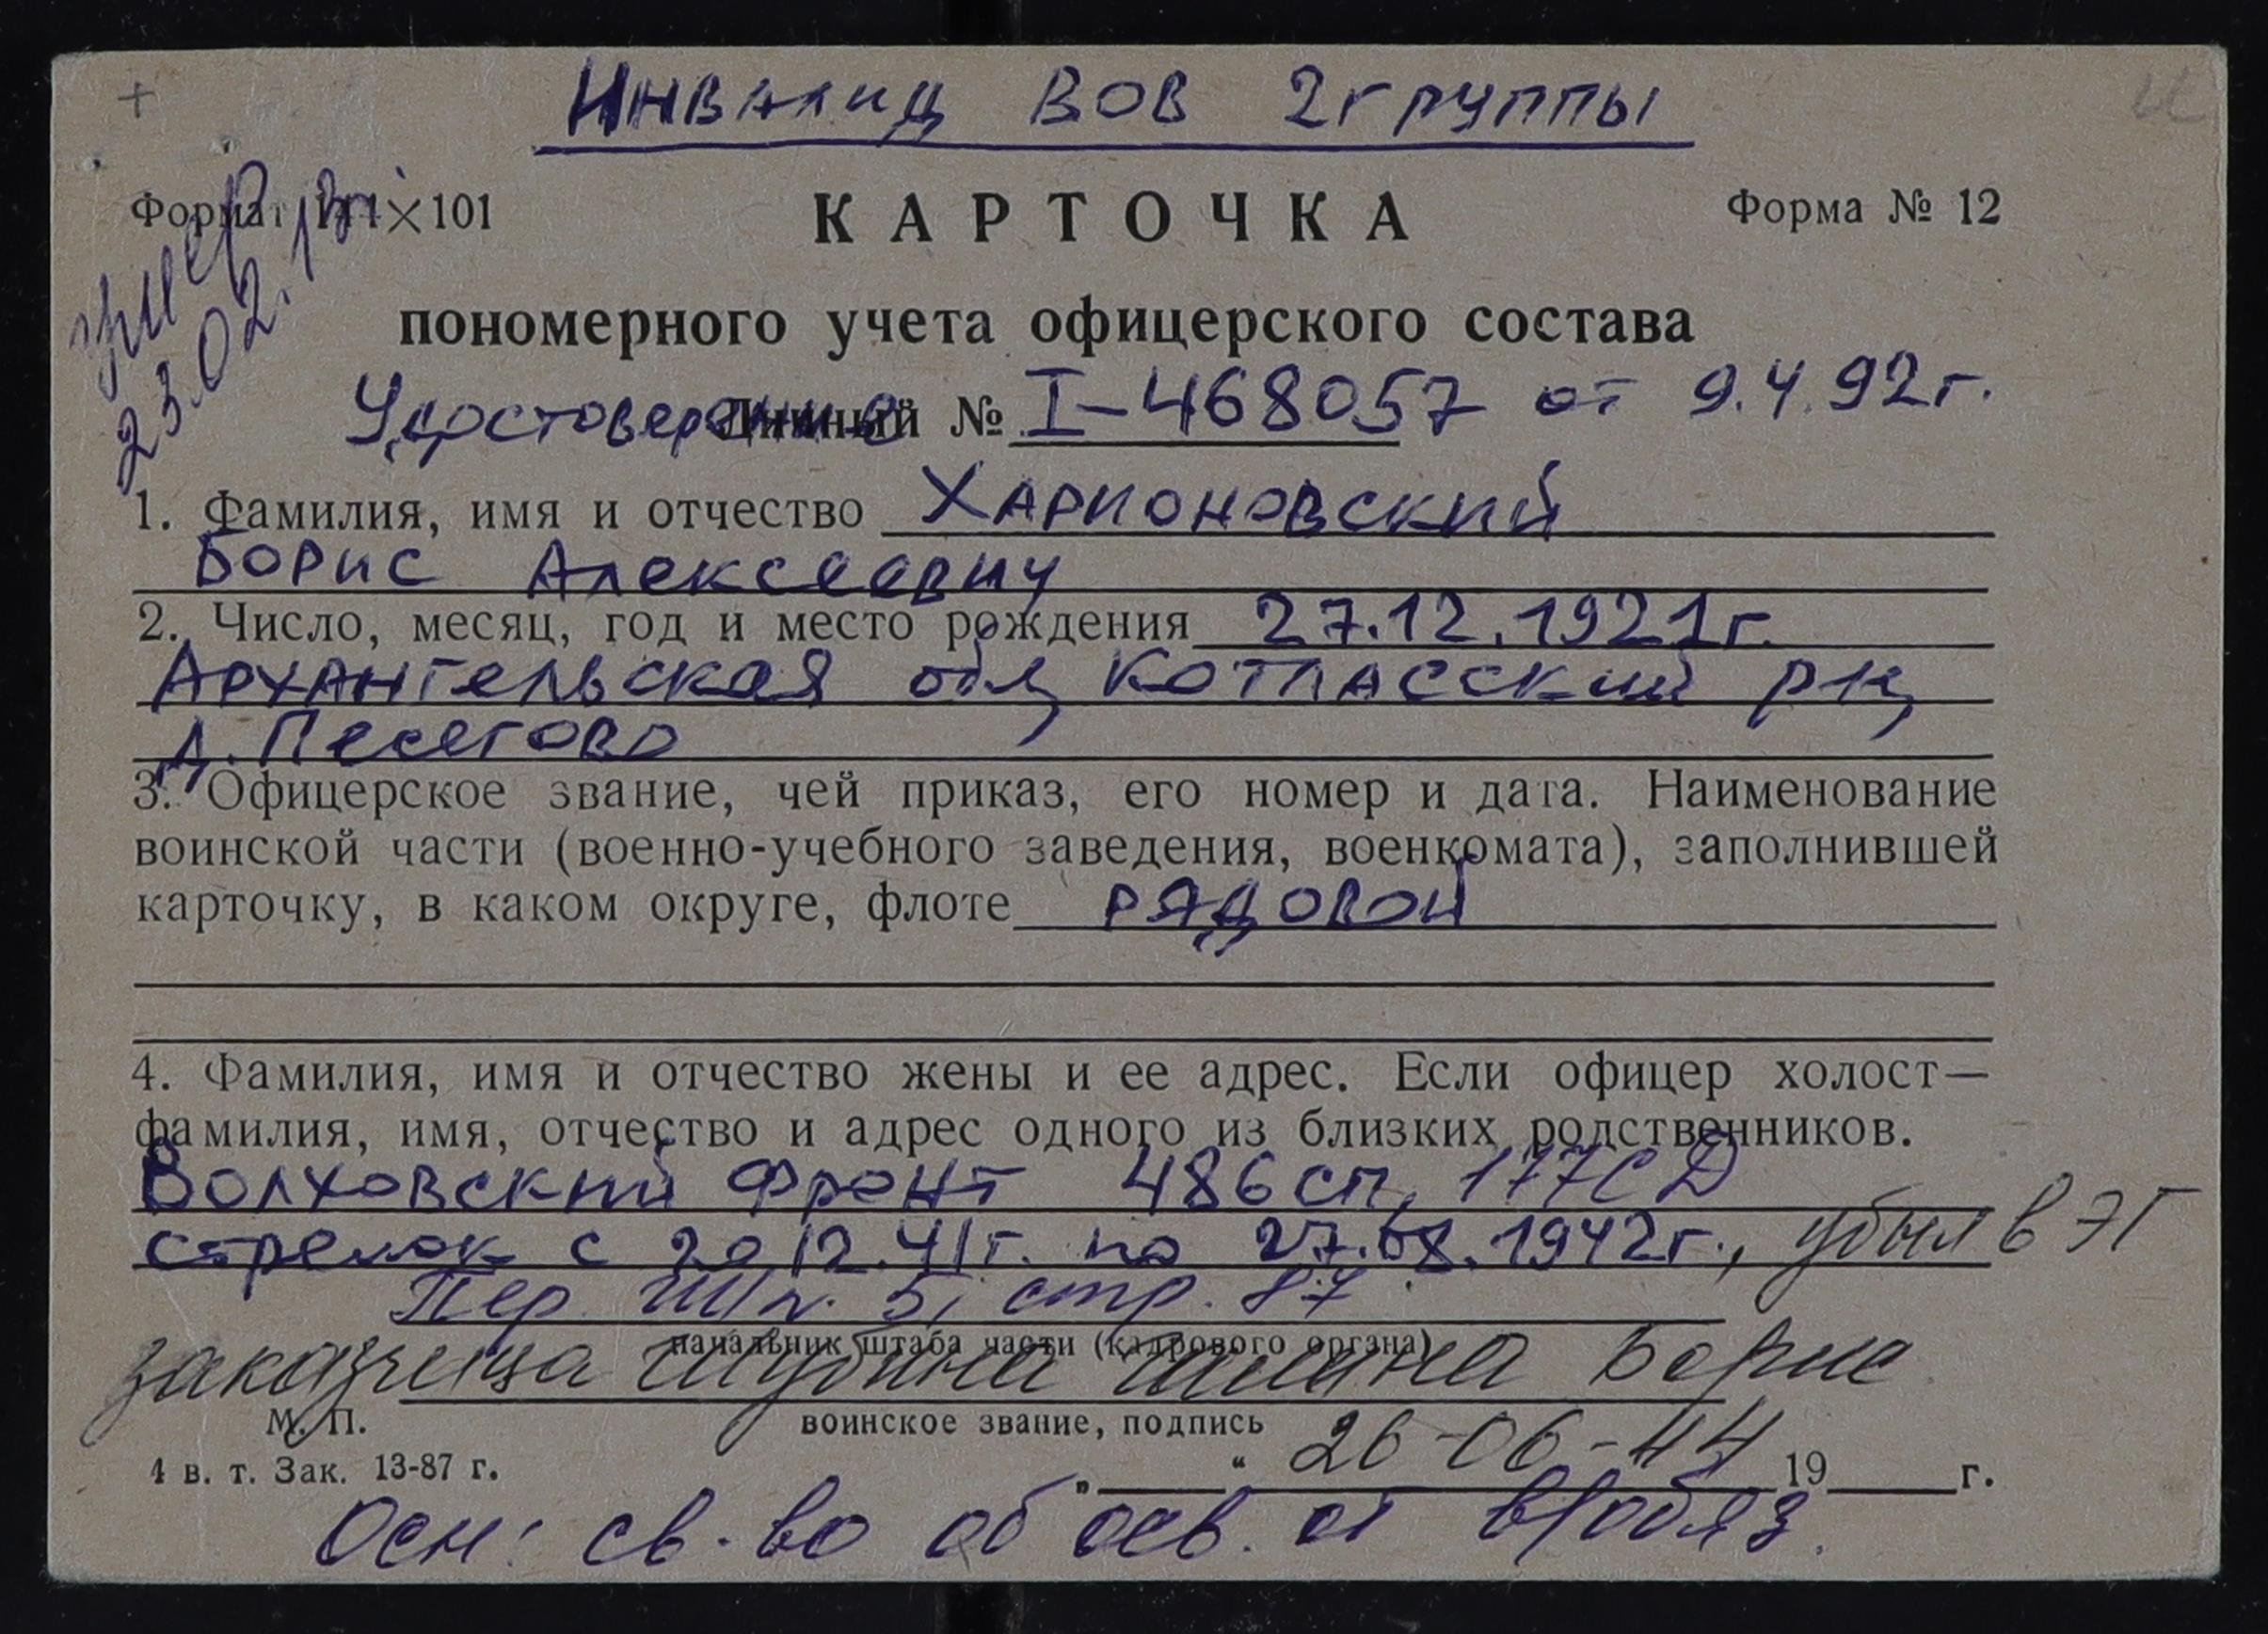 Инвалид ВОВ 2 группы
Формат 144×101
КАРТОЧКА
Форма № 12
умер
23.02.13г.
пономерного учета офицерского состава
Удостоверение Личный № I-468057 от 9.4.92г.
1. Фамилия, имя и отчество Харионовский
Борис Алексеевич
2. Число, месяц, год и место рождения 27.12.1921г.
Архангельская обл, Котласский р-н,
д. Песегово
3. Офицерское звание, чей приказ, его номер и дата. Наименование
воинской части (военно-учебного заведения, военкомата), заполнившей
карточку, в каком округе, флоте рядовой
4. Фамилия, имя и отчество жены и ее адрес. Если офицер холост—
фамилия, имя, отчество и адрес одного из близких родственников.
Волховский фронт 486сп, 177СД
стрелок с 20.12.41г. по 27.08.1942г., убыл в ЭГ
Пер. 5, стр. 87
начальник штаба части (кадрового органа)
М. П.
воинское звание, подпись
4 в. т. Зак. 13-87 г.
„ “ 26-06-44 19 г.
Осн: св-во об осв. от в/обяз.